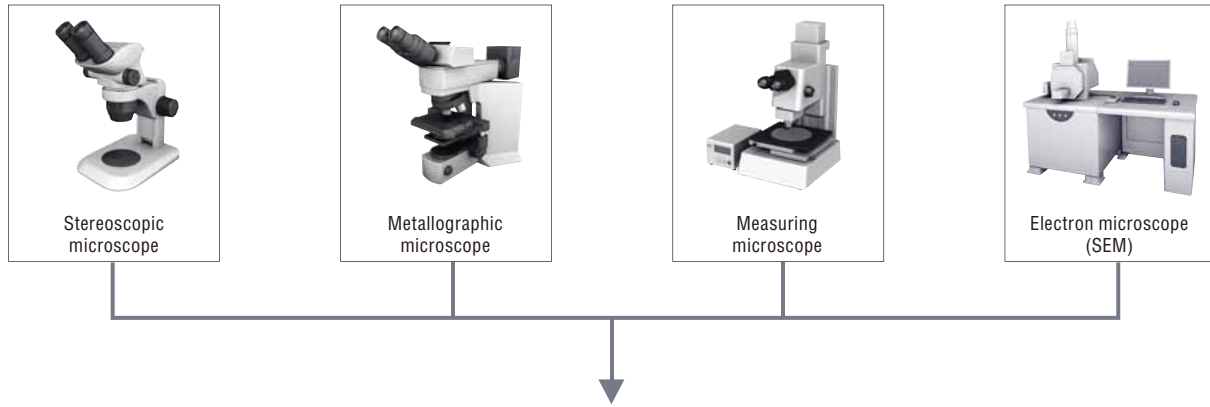 Stereoscopic
microscope
Metallographic
microscope
Measuring
microscope
Electron microscope
(SEM)